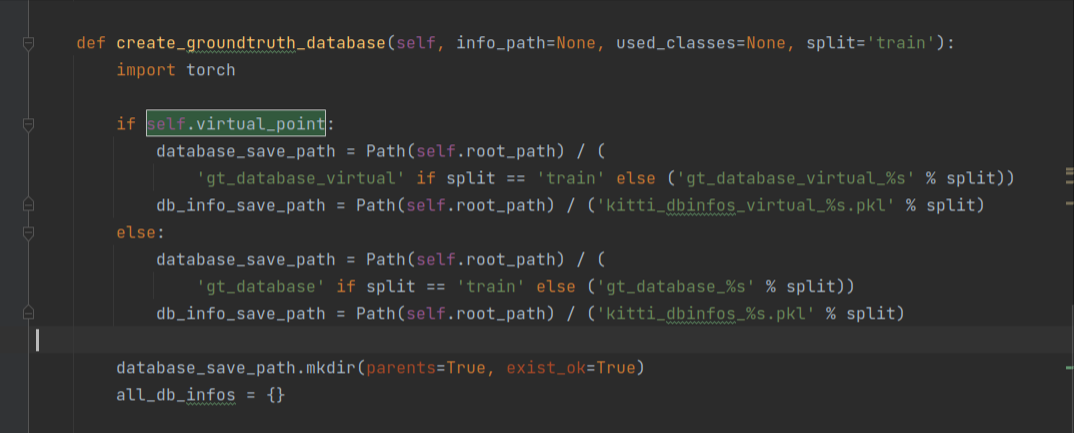 def create_groundtruth_database(self, info_path=None, used_classes=None, split='train'):
import torch
if self.virtual_point:
database_save_path = Path(self.root_path) / (
'gt_database_virtual' if split == 'train' else ('gt_database_virtual_%s' % split))
db_info_save_path = Path(self.root_path) / ('kitti_dbinfos_virtual_%s.pkl' % split)
else:
database_save_path = Path(self.root_path) / (
'gt_database' if split == 'train' else ('gt_database_%s' % split))
db_info_save_path = Path(self.root_path) / ('kitti_dbinfos_%s.pkl' % split)
database_save_path.mkdir(parents=True, exist_ok=True)
all_db_infos = {}